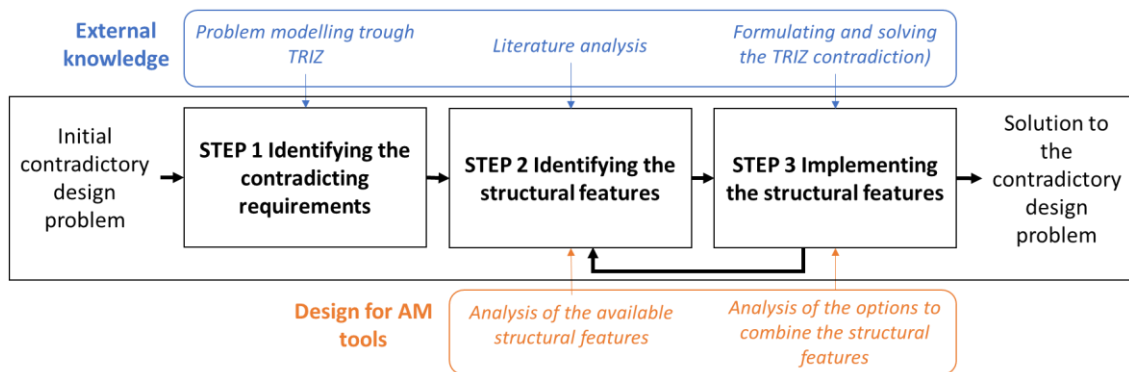 External
knowledge
Problem modelling trough
TRIZ
Literature analysis
Formulating and solving
the TRIZ contradiction)
Initial
contradictory
design
problem
STEP 1 Identifying the
contradicting
requirements
STEP 2 Identifying the
structural features
STEP 3 Implementing
the structural features
Solution to
the
contradictory
design
problem
Design for AM
tools
Analysis of the available
structural features
Analysis of the options to
combine the structural
features